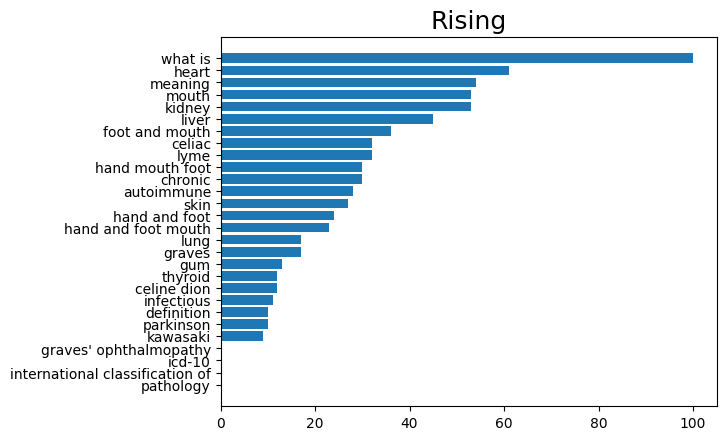 Rising
what is
heart
meaning
mouth
kidney
liver
foot and mouth
celiac
lyme
hand mouth foot
chronic
autoimmune
skin
hand and foot
hand and foot mouth
lung
graves
gum
thyroid
celine dion
infectious
definition
parkinson
kawasaki
graves' ophthalmopathy
icd-10
international classification of
pathology
0 20 40 60 80 100